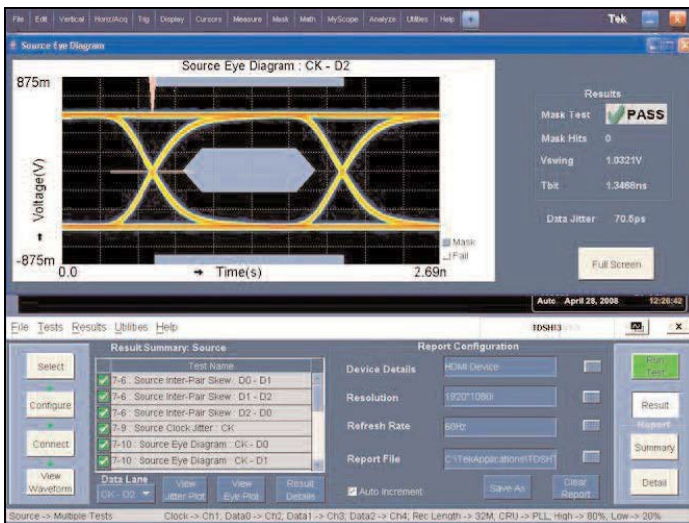 File Edit Vertical Horiz/Acq Trig Display Cursors Measure Mask Math MyScope Analyze Utilities Help Tek
Source Eye Diagram
Source Eye Diagram : CK - D2
875m
Voltage(V)
-875m
0.0
Time(s)
2.69n
Mask
Fail
Results
Mask Test PASS
Mask Hits 0
Vswing 1.0321V
Tbit 1.3468ns
Data Jitter 70.5ps
Full Screen
Auto April 28, 2008 12:26:42
File Tests Results Utilities Help
TDSHT3
X
Select
Configure
Connect
View Waveform
Result Summary: Source
Test Name
7-6 : Source Inter-Pair Skew : D0 - D1
7-6 : Source Inter-Pair Skew : D1 - D2
7-6 : Source Inter-Pair Skew : D2 - D0
7-9 : Source Clock Jitter : CK
7-10 : Source Eye Diagram : CK - D0
7-10 : Source Eye Diagram : CK - D1
Data Lane
CK - D2
View Jitter Plot
View Eye Plot
Result Details
Report Configuration
Device Details HDMI Device
Resolution 1920*1080i
Refresh Rate 60Hz
Report File C:\TekApplications\TDSHT
Auto Increment
Save As
Clear Report
Run Test
Result
Report
Summary
Detail
Source -> Multiple Tests Clock -> Ch1, Data0 -> Ch2, Data1 -> Ch3, Data2 -> Ch4; Rec Length -> 32M, CRU -> PLL, High -> 80%, Low -> 20%